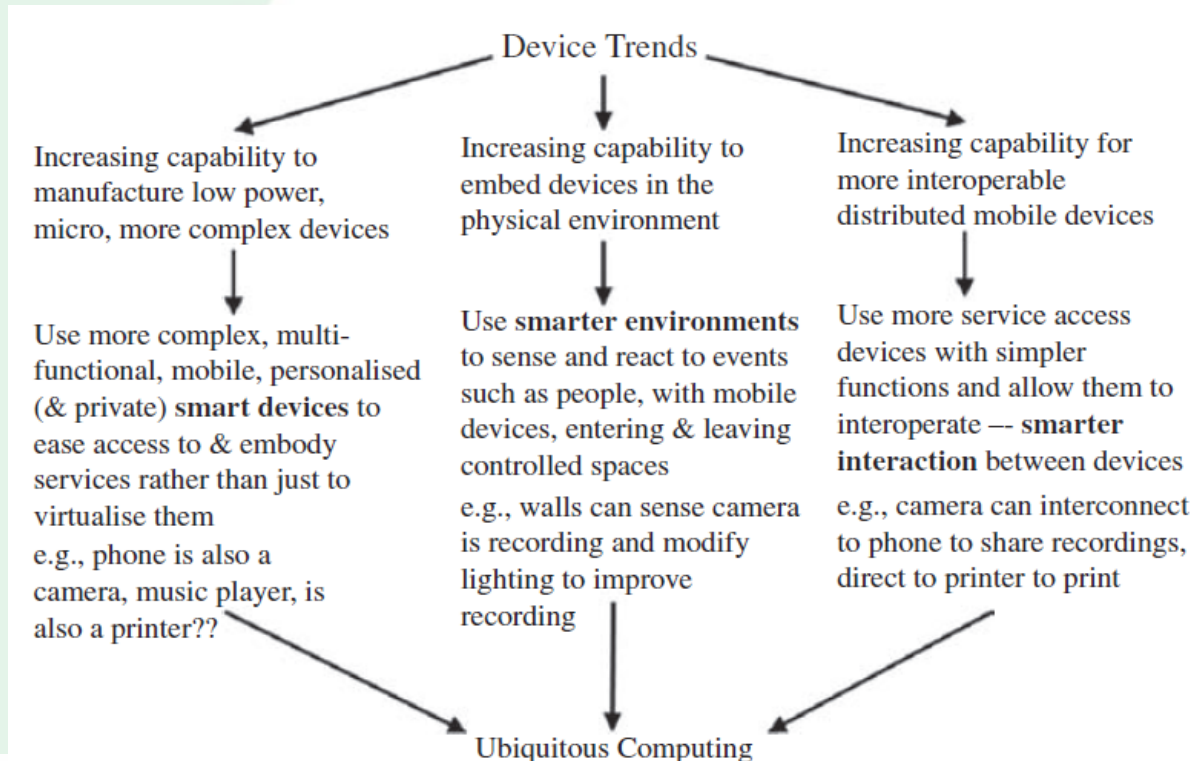 Device Trends
Increasing capability to
manufacture low power,
micro, more complex devices
Use more complex, multi-
functional, mobile, personalised
(& private) smart devices to
ease access to & embody
services rather than just to
virtualise them
e.g., phone is also a
camera, music player, is
also a printer??
Increasing capability to
embed devices in the
physical environment
Use smarter environments
to sense and react to events
such as people, with mobile
devices, entering & leaving
controlled spaces
e.g., walls can sense camera
is recording and modify
lighting to improve
recording
Increasing capability for
more interoperable
distributed mobile devices
Use more service access
devices with simpler
functions and allow them to
interoperate –- smarter
interaction between devices
e.g., camera can interconnect
to phone to share recordings,
direct to printer to print
Ubiquitous Computing